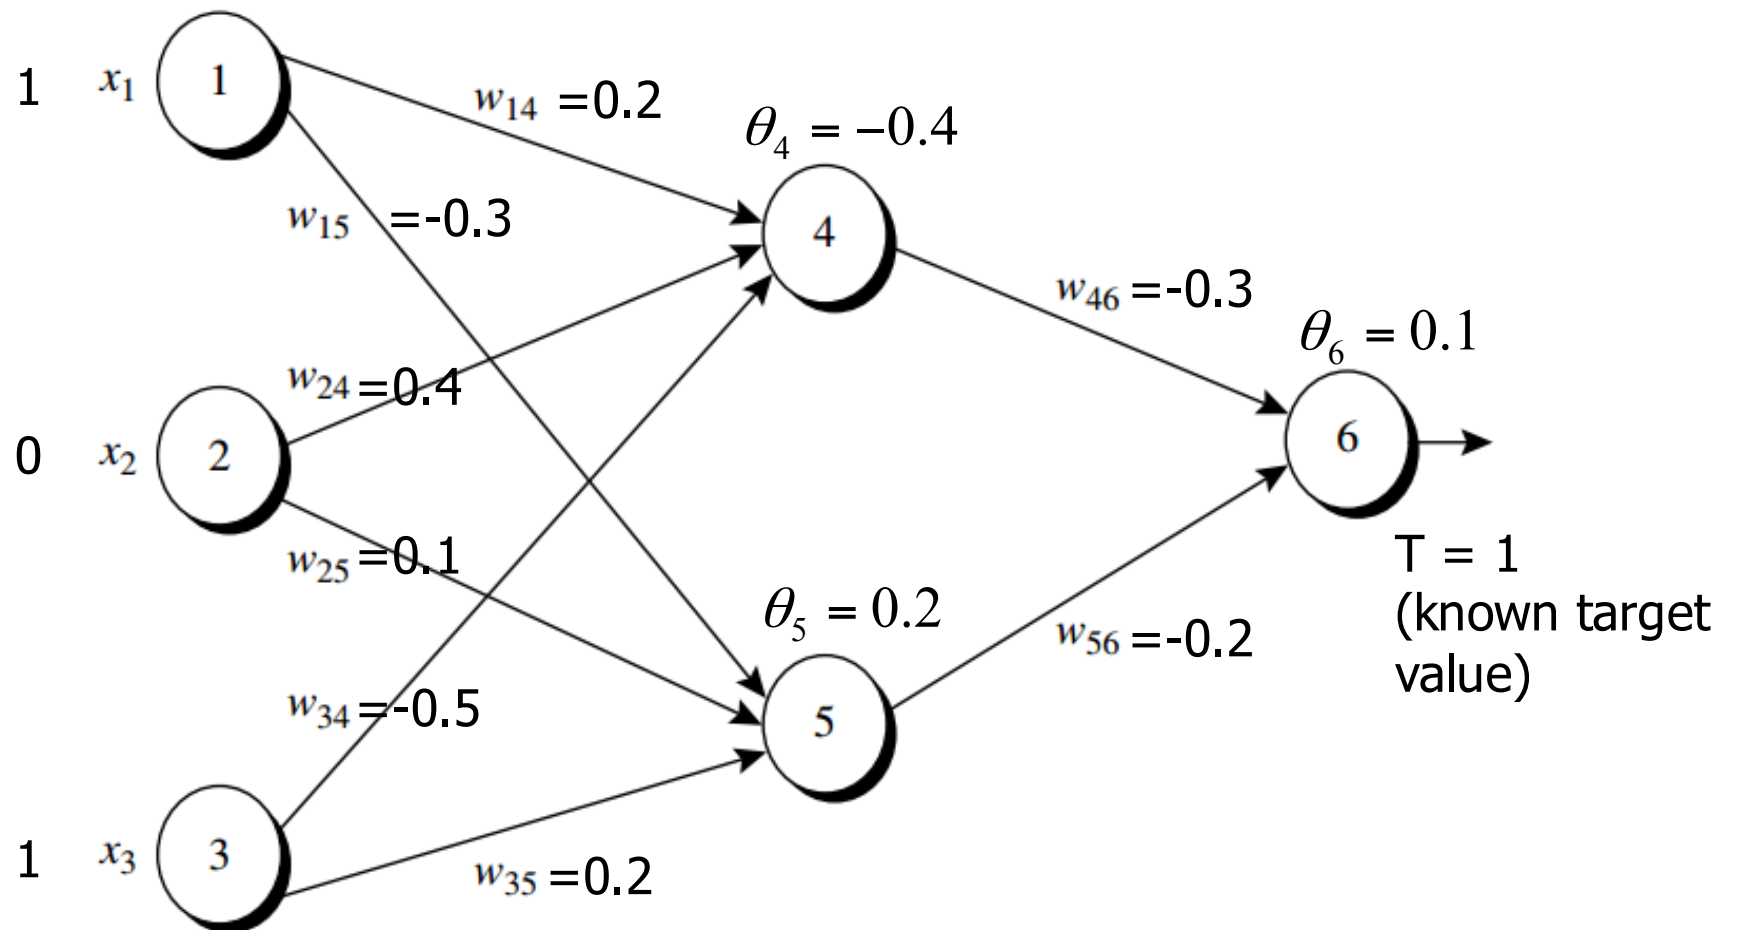 1 x₁ 1
w₁₄ =0.2
θ₄ = −0.4
w₁₅ =-0.3
4
w₄₆ =-0.3
θ₆ = 0.1
w₂₄ =0.4
0 x₂ 2
6
w₂₅ =0.1
T = 1
(known target
value)
θ₅ = 0.2
w₅₆ =-0.2
w₃₄ =-0.5
5
1 x₃ 3
w₃₅ =0.2